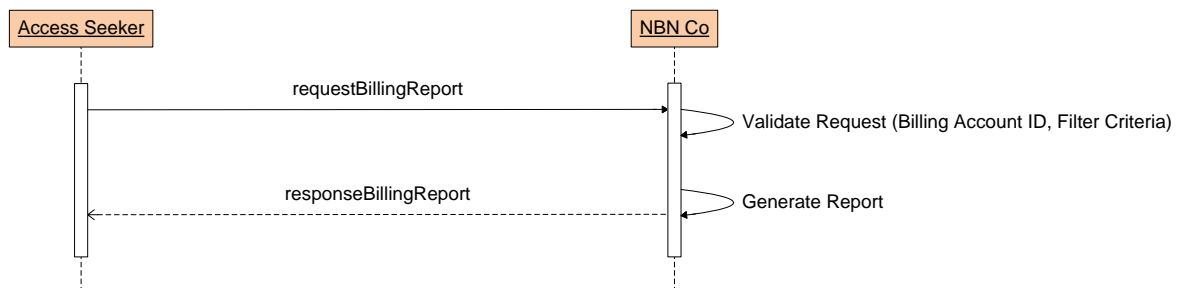 Access Seeker
NBN Co
requestBillingReport
Validate Request (Billing Account ID, Filter Criteria)
responseBillingReport
Generate Report